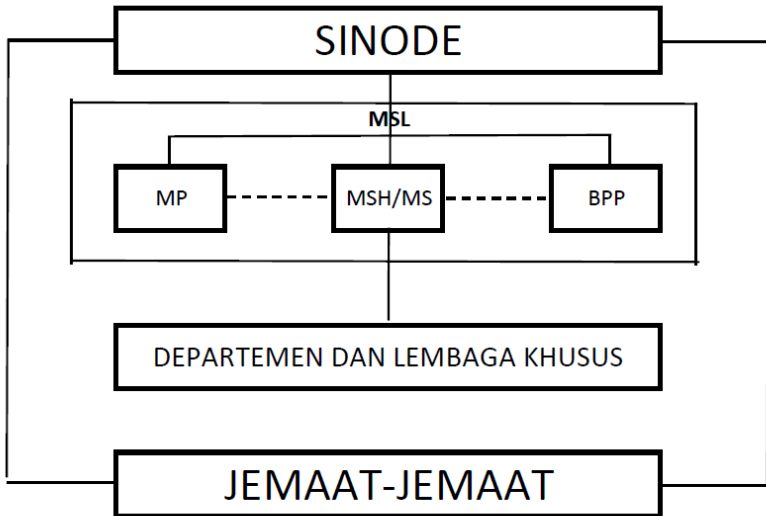 SINODE
MSL
MP
MSH/MS
BPP
DEPARTEMEN DAN LEMBAGA KHUSUS
JEMAAT-JEMAAT